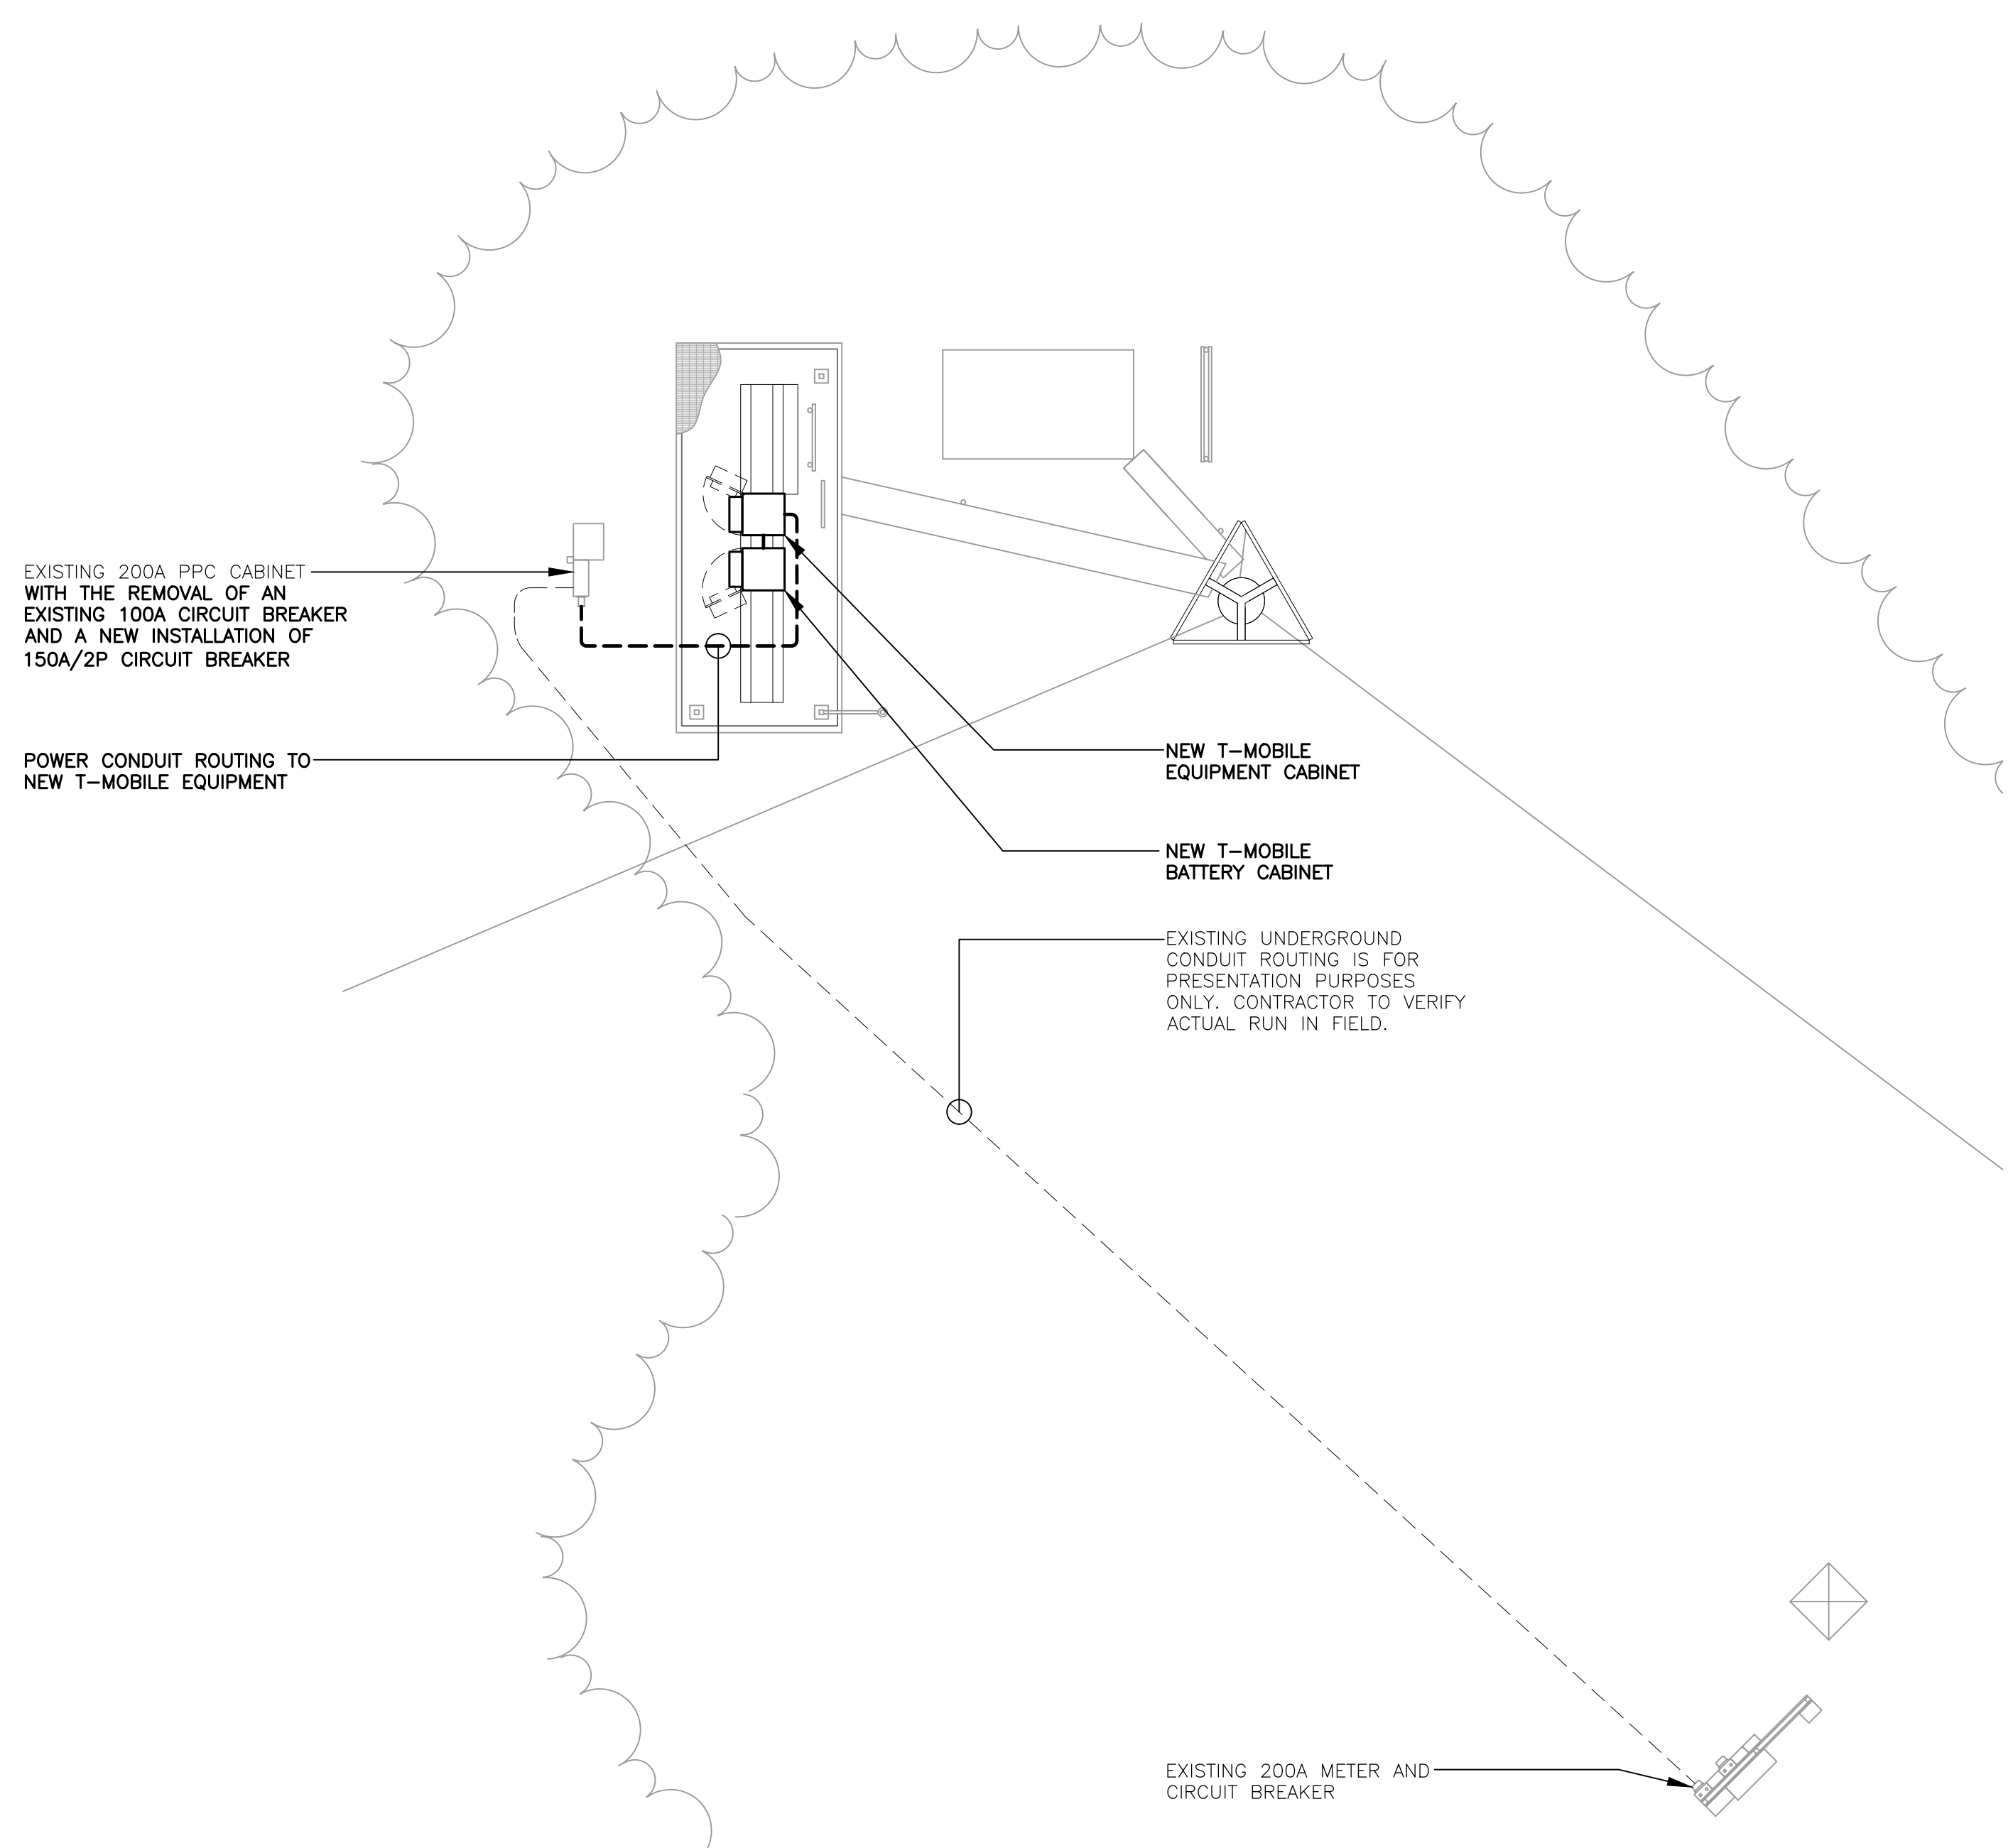 EXISTING 200A PPC CABINET
WITH THE REMOVAL OF AN
EXISTING 100A CIRCUIT BREAKER
AND A NEW INSTALLATION OF
150A/2P CIRCUIT BREAKER
POWER CONDUIT ROUTING TO
NEW T-MOBILE EQUIPMENT
NEW T-MOBILE
EQUIPMENT CABINET
NEW T-MOBILE
BATTERY CABINET
EXISTING UNDERGROUND
CONDUIT ROUTING IS FOR
PRESENTATION PURPOSES
ONLY. CONTRACTOR TO VERIFY
ACTUAL RUN IN FIELD.
EXISTING 200A METER AND
CIRCUIT BREAKER